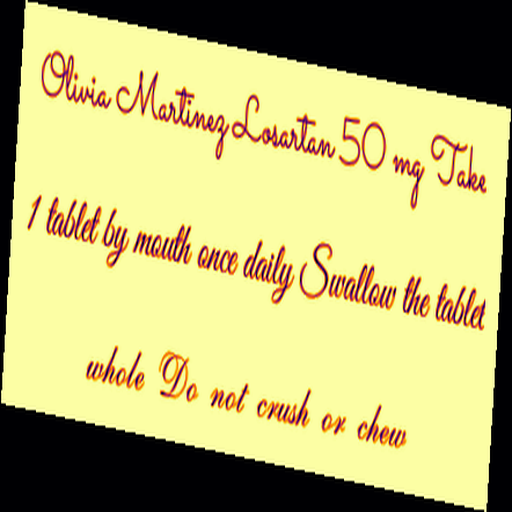 Olivia Martinez Losartan 50 mg Take
1 tablet by mouth once daily Swallow the tablet
whole Do not crush or chew